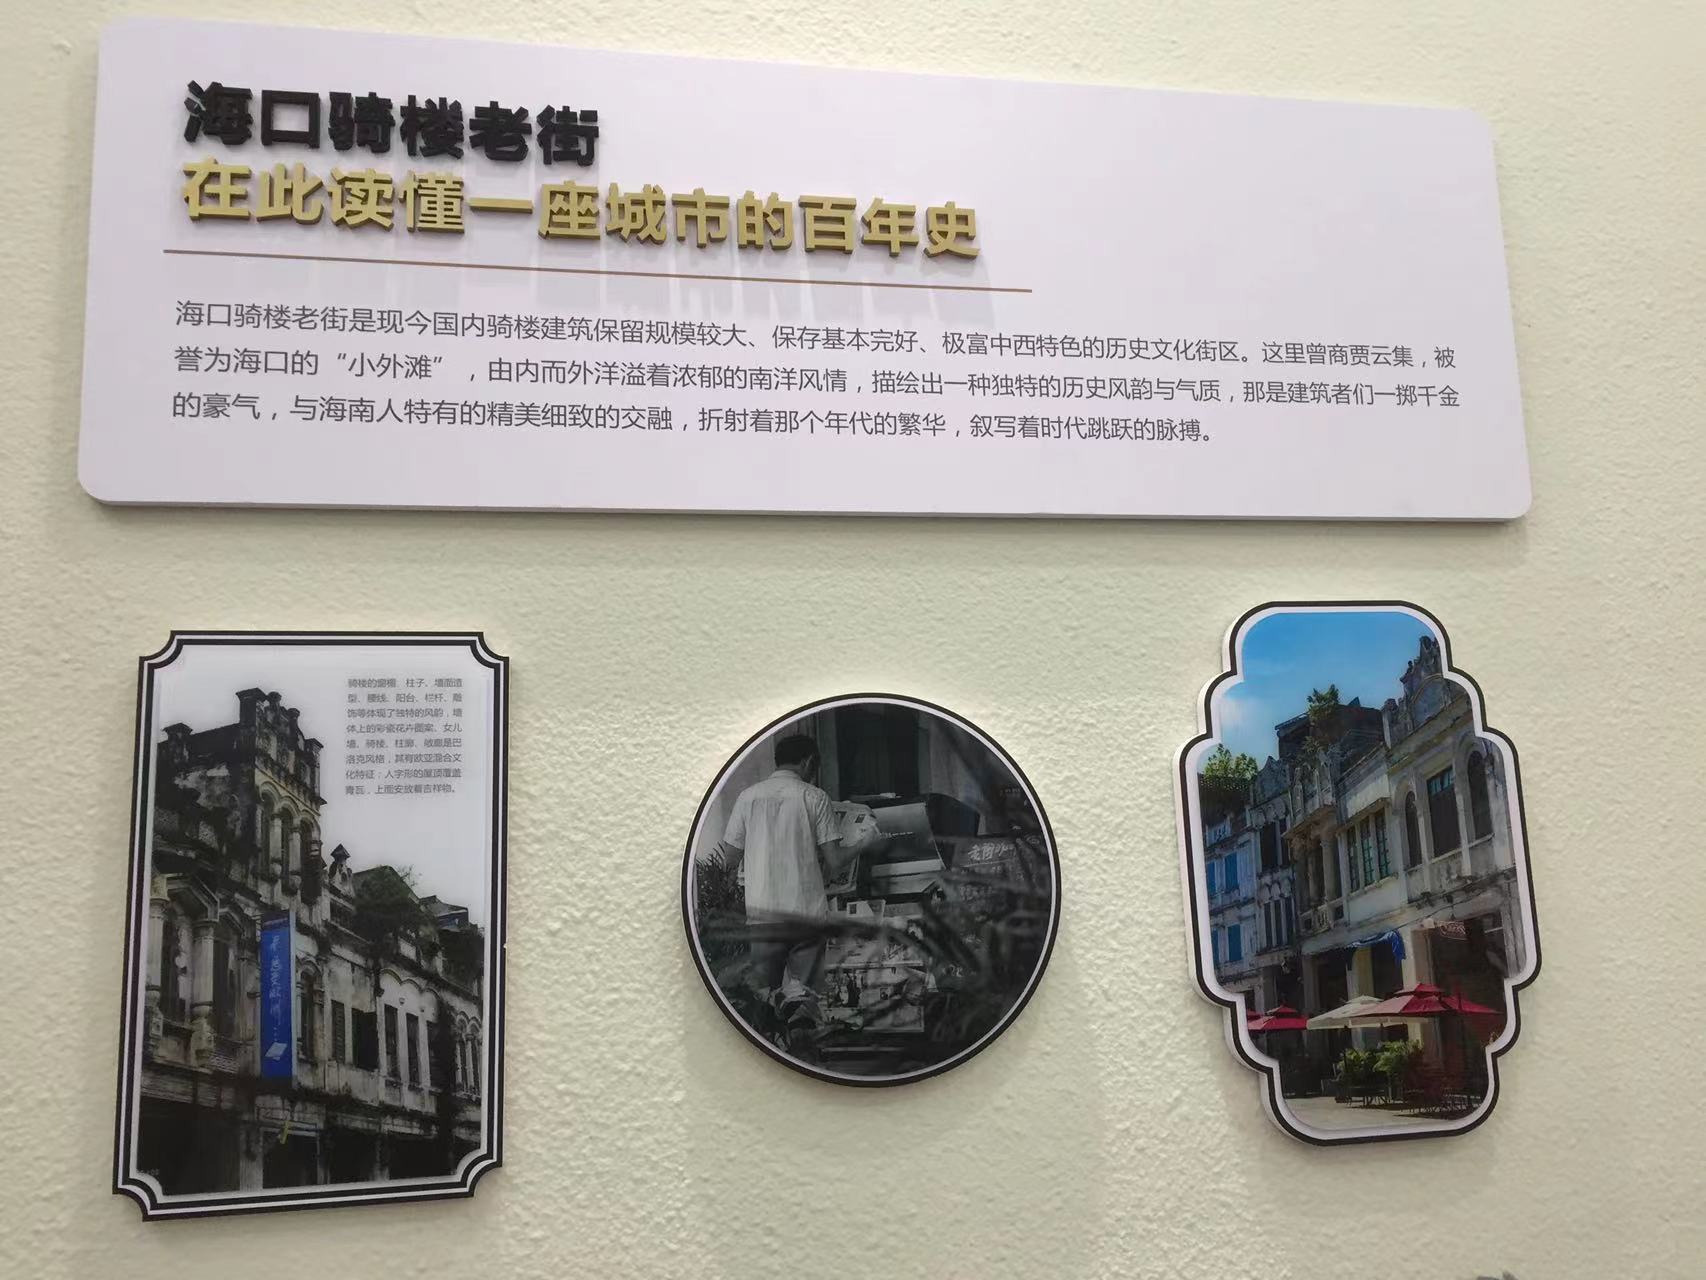 海口骑楼老街
在此读懂一座城市的百年史
海口骑楼老街是现今国内骑楼建筑保留规模较大、保存基本完好、极富中西特色的历史文化街区。这里曾商贾云集，被
誉为海口的“小外滩”，由内而外洋溢着浓郁的南洋风情，描绘出一种独特的历史风韵与气质，那是建筑者们一掷千金
的豪气，与海南人特有的精美细致的交融，折射着那个年代的繁华，叙写着时代跳跃的脉搏。
骑楼的窗楣、柱子、墙面造
型、腰线、阳台、栏杆、雕
饰等体现了独特的风韵，墙
体上的彩瓷花卉图案、女儿
墙、骑楼、柱廊、敞廊是巴
洛克风格，其有欧亚混合文
化特征；人字形的屋顶覆盖
青瓦，上面安放着吉祥物。